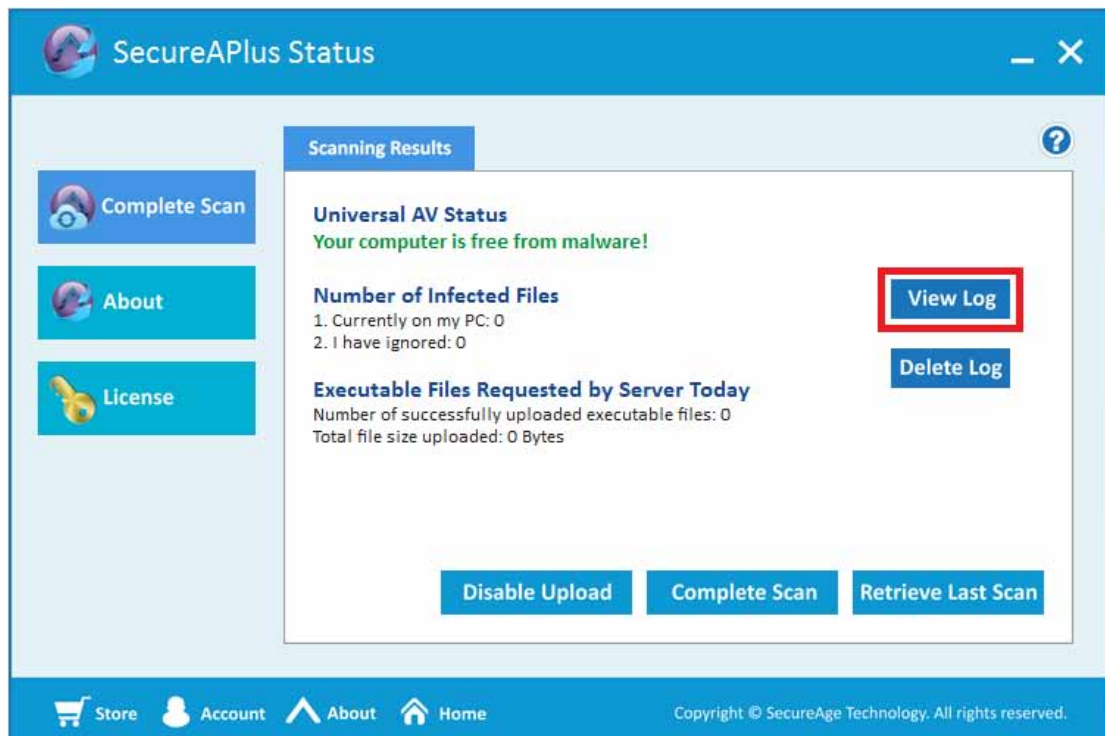 SecureAPlus Status
Scanning Results
?
Complete Scan
About
License
Universal AV Status
Your computer is free from malware!
Number of Infected Files
1. Currently on my PC: 0
2. I have ignored: 0
View Log
Delete Log
Executable Files Requested by Server Today
Number of successfully uploaded executable files: 0
Total file size uploaded: 0 Bytes
Disable Upload
Complete Scan
Retrieve Last Scan
Store
Account
About
Home
Copyright © SecureAge Technology. All rights reserved.